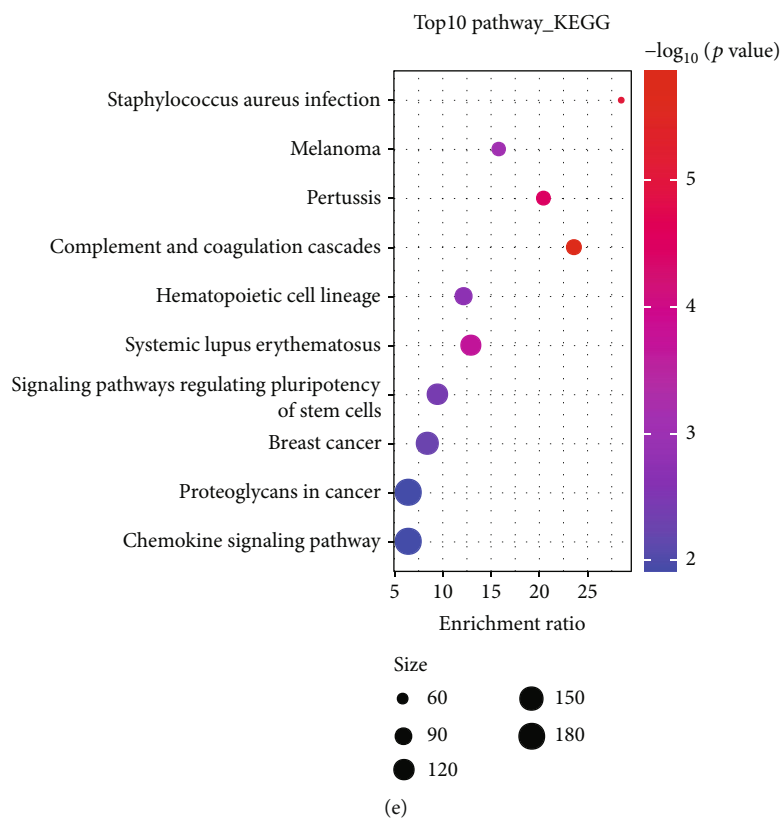 Top10 pathway_KEGG
−log10 (p value)
Staphylococcus aureus infection
Melanoma
Pertussis
Complement and coagulation cascades
Hematopoietic cell lineage
Systemic lupus erythematosus
Signaling pathways regulating pluripotency
of stem cells
Breast cancer
Proteoglycans in cancer
Chemokine signaling pathway
5
4
3
2
5 10 15 20 25
Enrichment ratio
Size
60 150
90 180
120
(e)